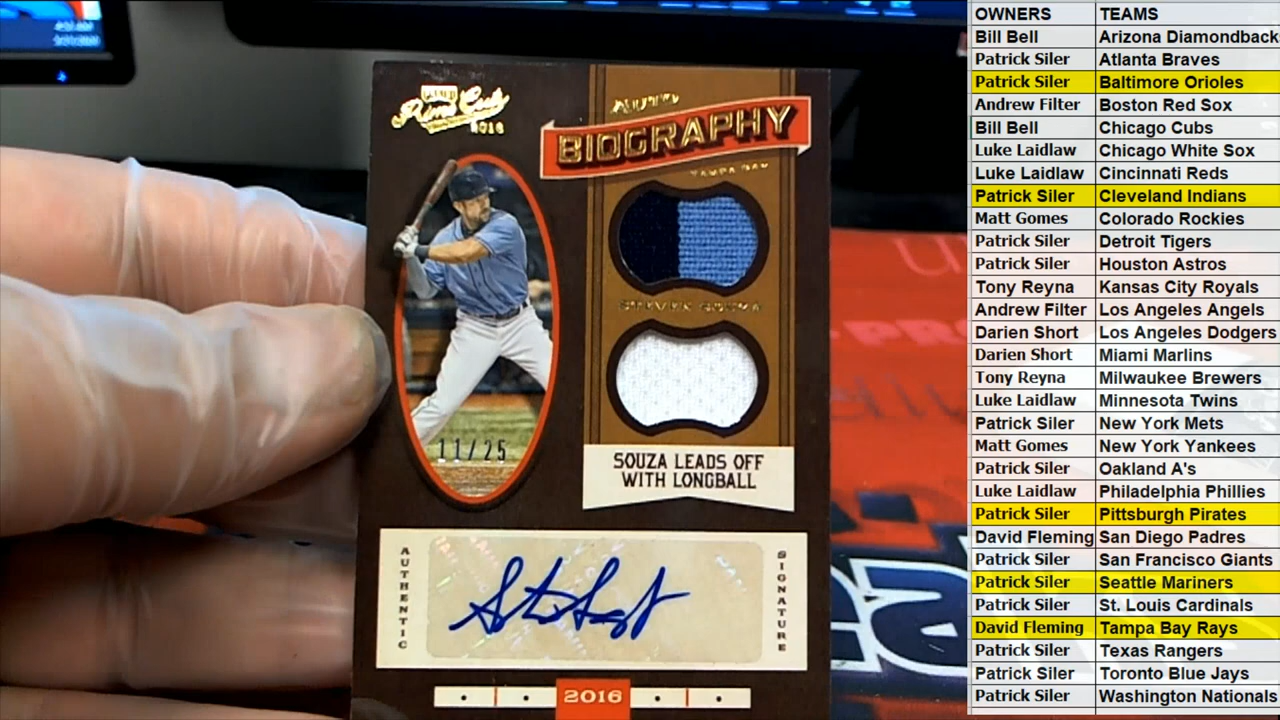 PANINI
Prime Cuts
2016
AUTO
BIOGRAPHY
TAMPA BAY
STEVEN SOUZA
11/25
SOUZA LEADS OFF
WITH LONGBALL
AUTHENTIC
SIGNATURE
2016
OWNERS TEAMS
Bill Bell Arizona Diamondback
Patrick Siler Atlanta Braves
Patrick Siler Baltimore Orioles
Andrew Filter Boston Red Sox
Bill Bell Chicago Cubs
Luke Laidlaw Chicago White Sox
Luke Laidlaw Cincinnati Reds
Patrick Siler Cleveland Indians
Matt Gomes Colorado Rockies
Patrick Siler Detroit Tigers
Patrick Siler Houston Astros
Tony Reyna Kansas City Royals
Andrew Filter Los Angeles Angels
Darien Short Los Angeles Dodgers
Darien Short Miami Marlins
Tony Reyna Milwaukee Brewers
Luke Laidlaw Minnesota Twins
Patrick Siler New York Mets
Matt Gomes New York Yankees
Patrick Siler Oakland A's
Luke Laidlaw Philadelphia Phillies
Patrick Siler Pittsburgh Pirates
David Fleming San Diego Padres
Patrick Siler San Francisco Giants
Patrick Siler Seattle Mariners
Patrick Siler St. Louis Cardinals
David Fleming Tampa Bay Rays
Patrick Siler Texas Rangers
Patrick Siler Toronto Blue Jays
Patrick Siler Washington Nationals